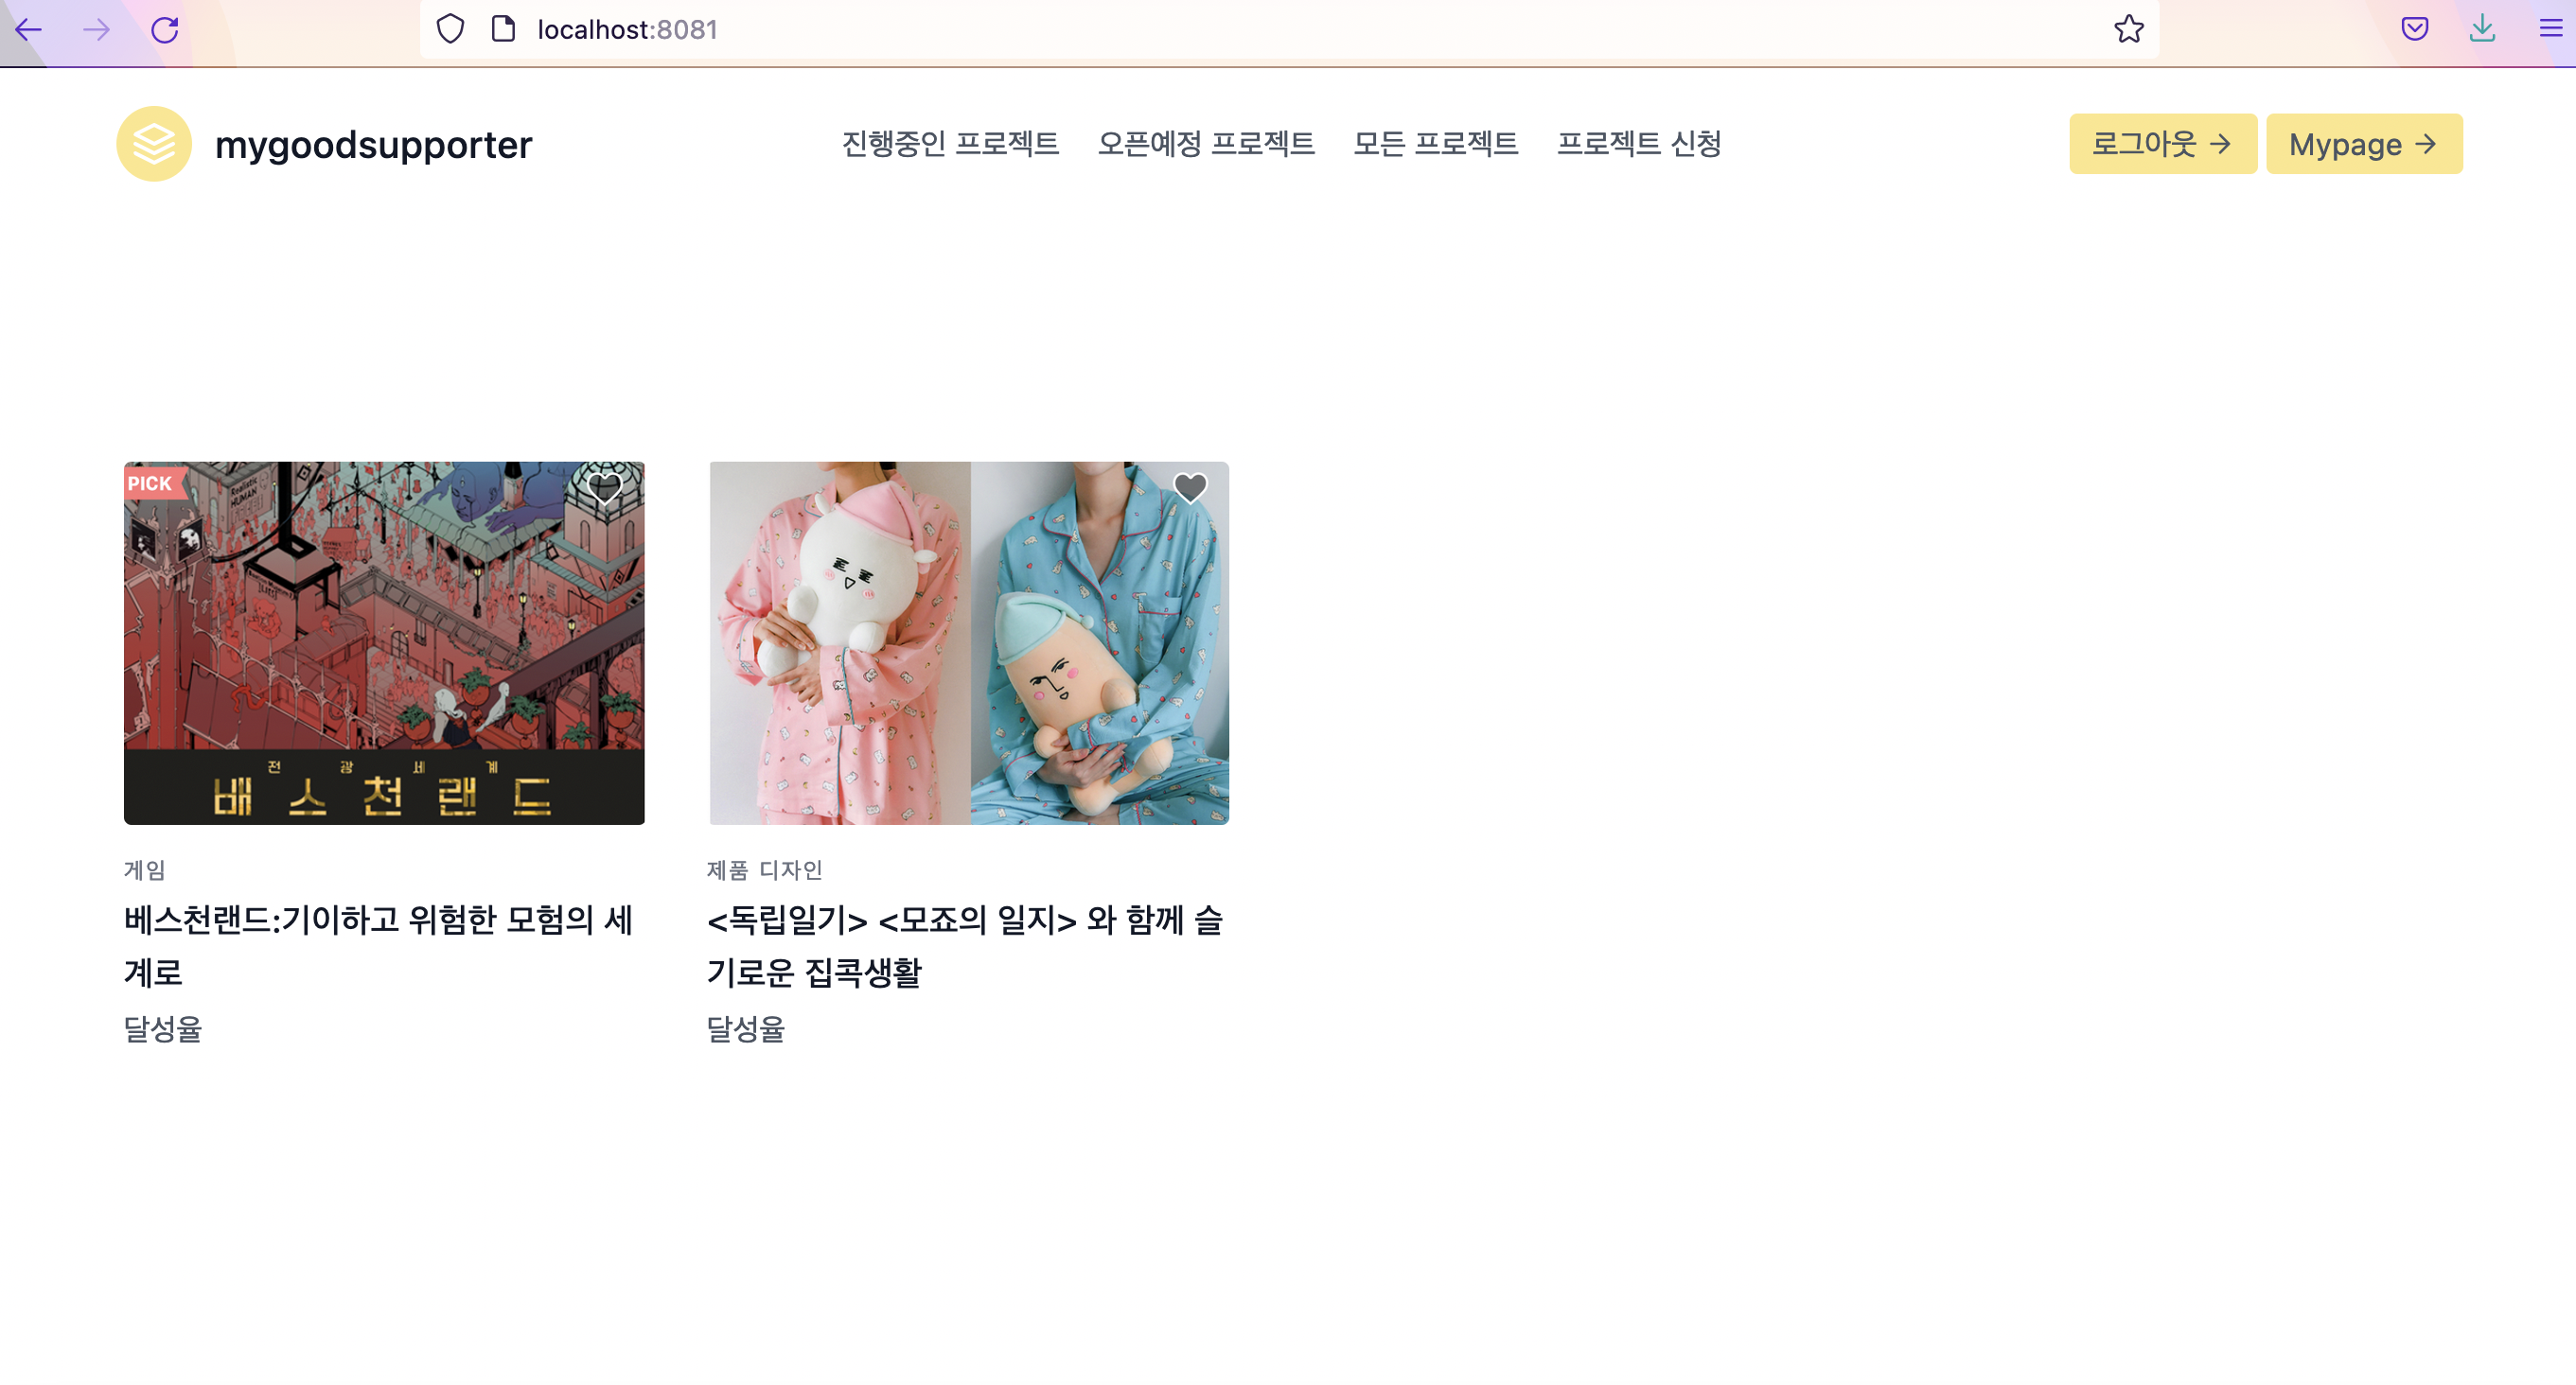 localhost:8081
mygoodsupporter
진행중인 프로젝트 오픈예정 프로젝트 모든 프로젝트 프로젝트 신청
로그아웃 → Mypage →
PICK
Realistic
HUMAN
전 광 세 계
배 스 천 랜 드
게임
베스천랜드:기이하고 위험한 모험의 세
계로
달성율
제품 디자인
<독립일기> <모죠의 일지> 와 함께 슬
기로운 집콕생활
달성율